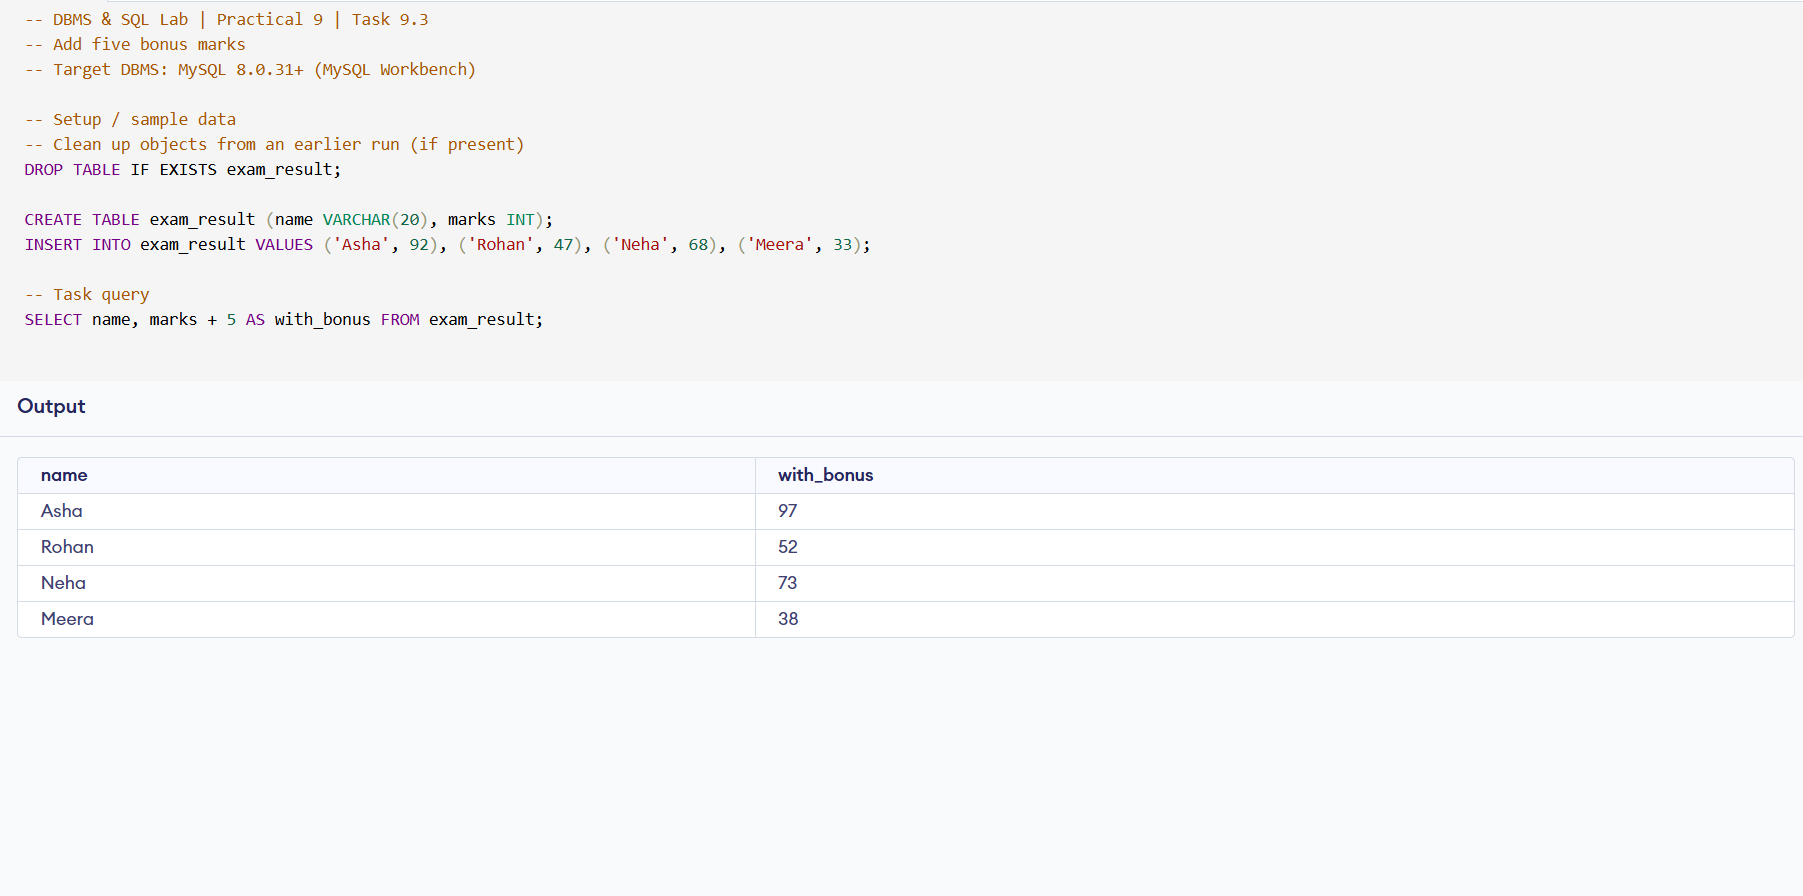 -- DBMS & SQL Lab | Practical 9 | Task 9.3
-- Add five bonus marks
-- Target DBMS: MySQL 8.0.31+ (MySQL Workbench)
-- Setup / sample data
-- Clean up objects from an earlier run (if present)
DROP TABLE IF EXISTS exam_result;
CREATE TABLE exam_result (name VARCHAR(20), marks INT);
INSERT INTO exam_result VALUES ('Asha', 92), ('Rohan', 47), ('Neha', 68), ('Meera', 33);
-- Task query
SELECT name, marks + 5 AS with_bonus FROM exam_result;
Output
name with_bonus
Asha 97
Rohan 52
Neha 73
Meera 38